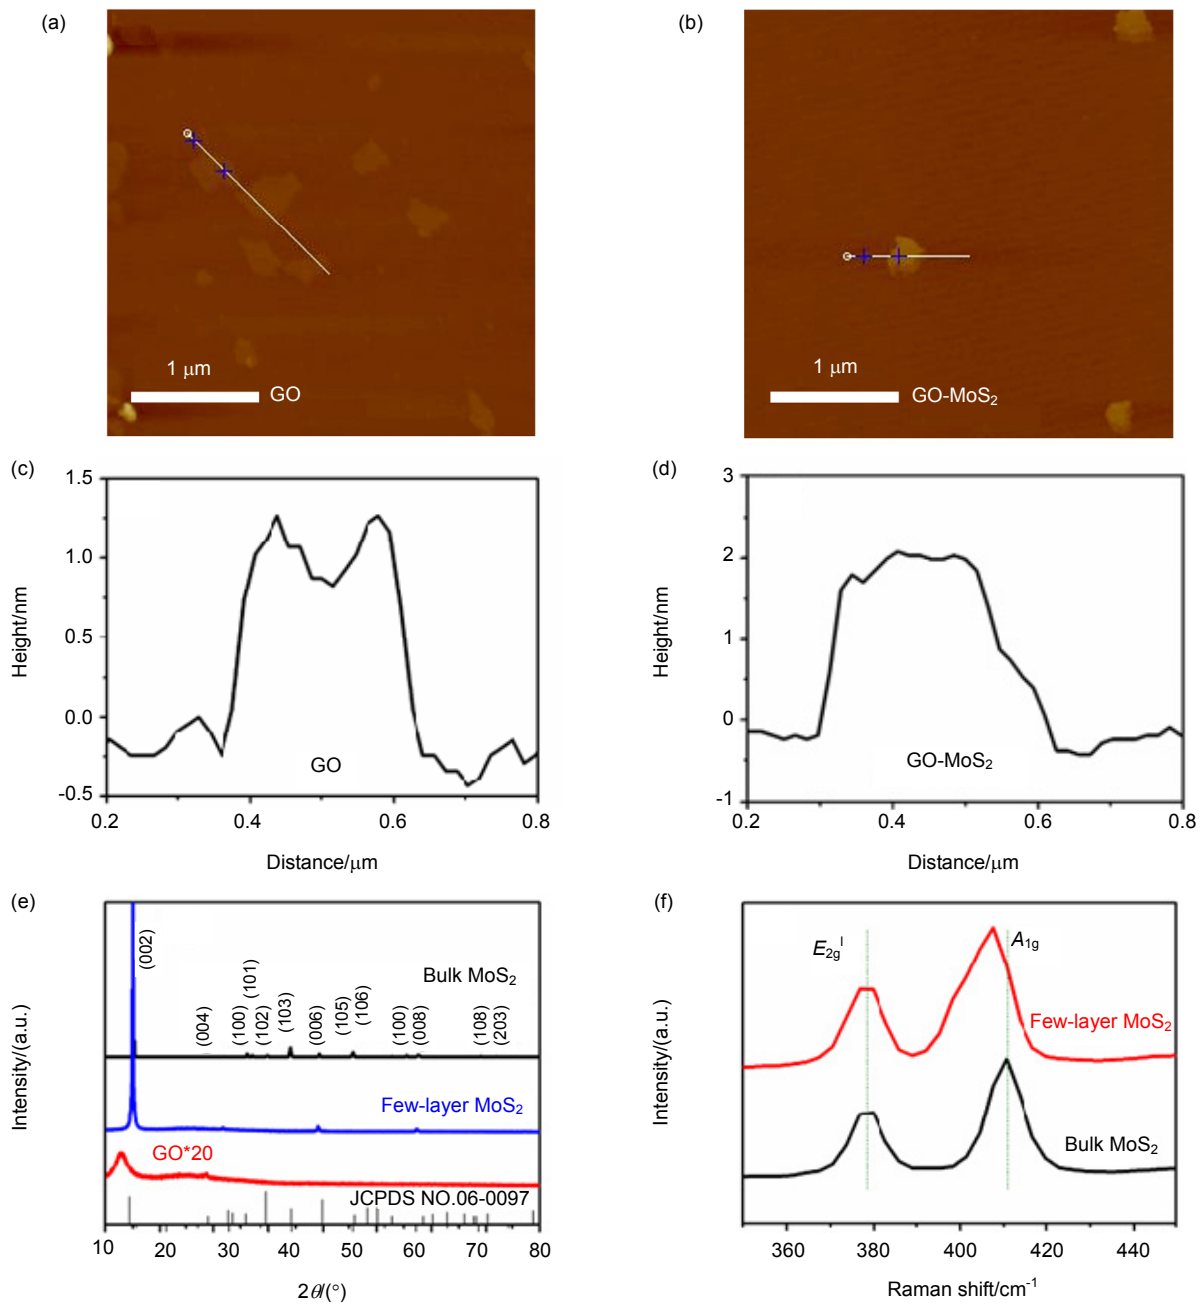 (a)
(b)
1 μm
GO
1 μm
GO-MoS₂
(c)
1.5
1.0
0.5
0.0
-0.5
Height/nm
GO
0.2
0.4
0.6
0.8
Distance/μm
(d)
3
2
1
0
-1
Height/nm
GO-MoS₂
0.2
0.4
0.6
0.8
Distance/μm
(e)
Intensity/(a.u.)
(002)
Bulk MoS₂
(004)
(100)
(101)
(102)
(103)
(006)
(105)
(106)
(100)
(008)
(108)
(203)
Few-layer MoS₂
GO*20
JCPDS NO.06-0097
10
20
30
40
50
60
70
80
2θ/(°)
(f)
Intensity/(a.u.)
E₂gˡ
A₁g
Few-layer MoS₂
Bulk MoS₂
360
380
400
420
440
Raman shift/cm⁻¹